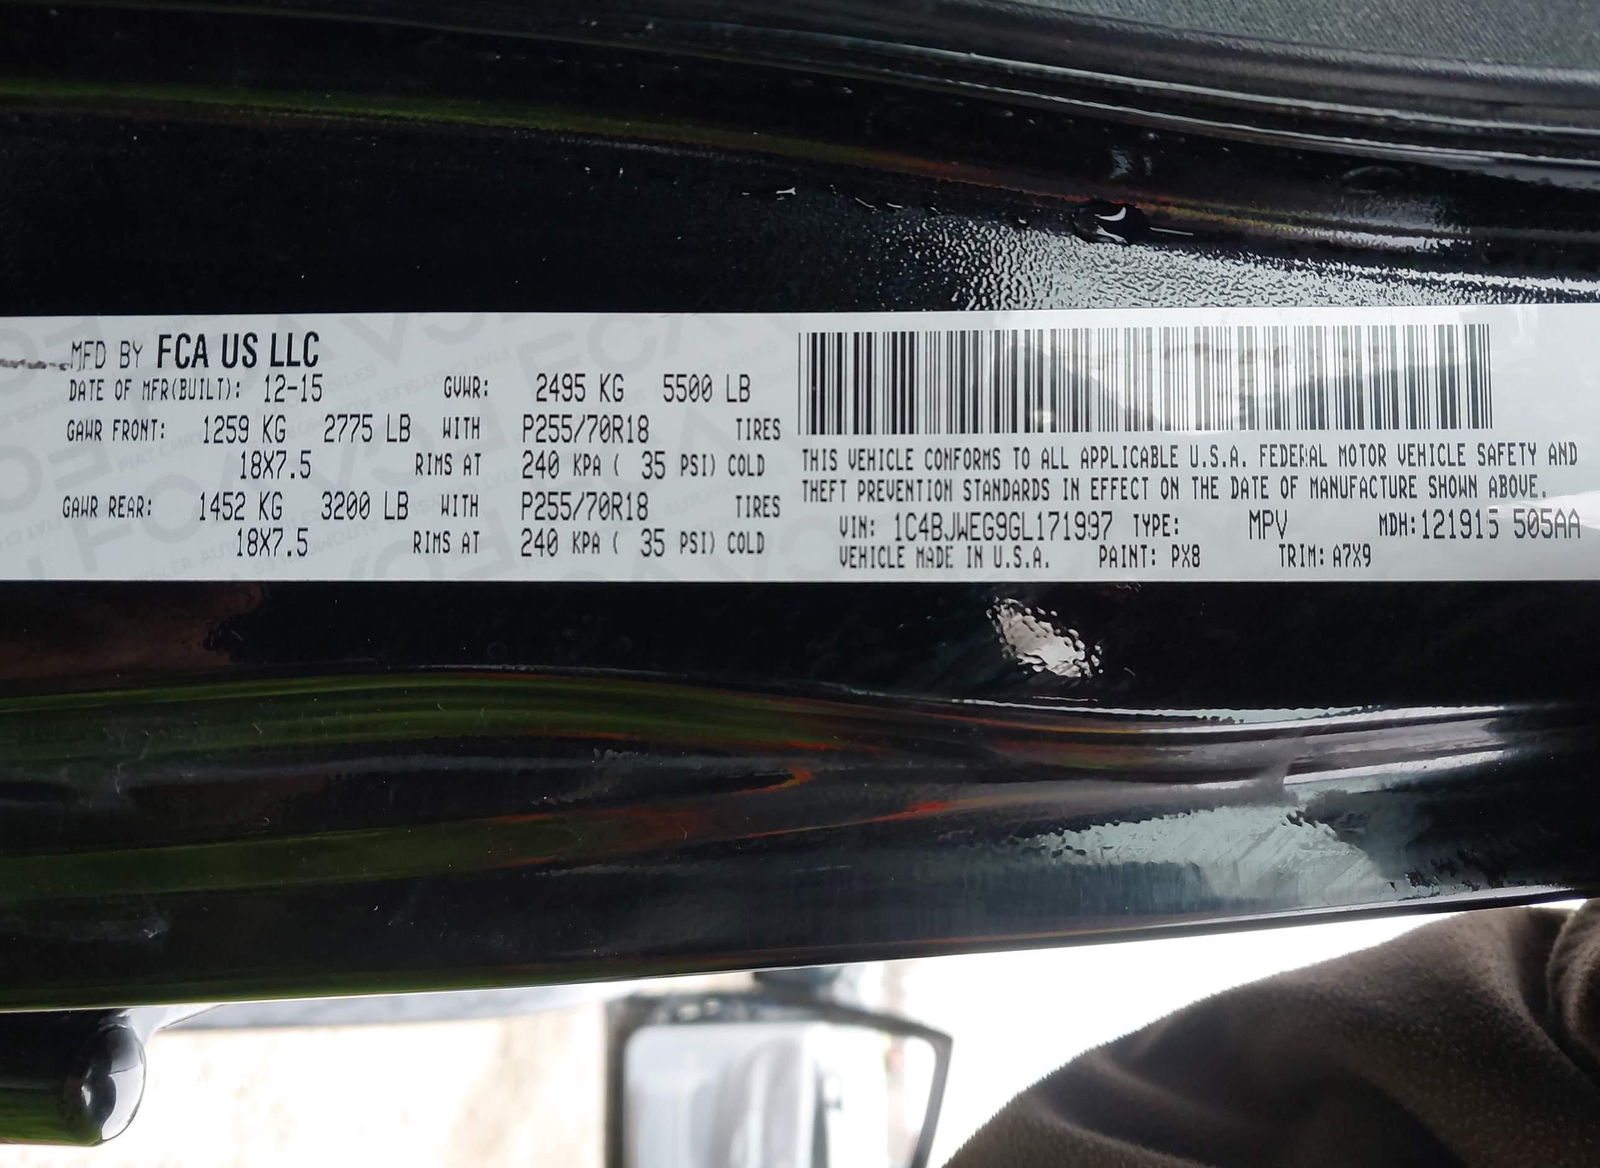 MFD BY FCA US LLC
DATE OF MFR(BUILT): 12-15 GVWR: 2495 KG 5500 LB
GAWR FRONT: 1259 KG 2775 LB WITH P255/70R18 TIRES
18X7.5 RIMS AT 240 KPA ( 35 PSI) COLD
GAWR REAR: 1452 KG 3200 LB WITH P255/70R18 TIRES
18X7.5 RIMS AT 240 KPA ( 35 PSI) COLD
THIS VEHICLE CONFORMS TO ALL APPLICABLE U.S.A. FEDERAL MOTOR VEHICLE SAFETY AND
THEFT PREVENTION STANDARDS IN EFFECT ON THE DATE OF MANUFACTURE SHOWN ABOVE.
VIN: 1C4BJWEG9GL171997 TYPE: MPV MDH: 121915 505AA
VEHICLE MADE IN U.S.A. PAINT: PX8 TRIM: A7X9